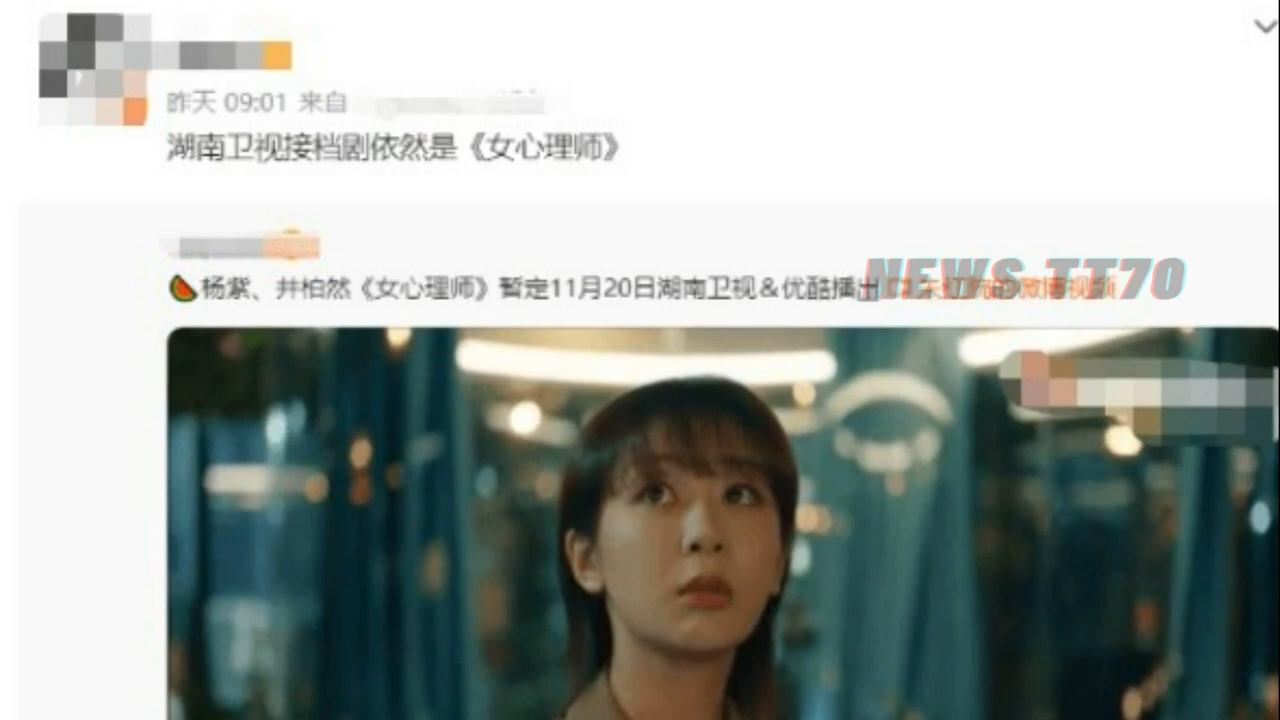 昨天 09:01 来自
湖南卫视接档剧依然是《女心理师》
杨紫、井柏然《女心理师》暂定11月20日湖南卫视&优酷播出
NEWS TT70